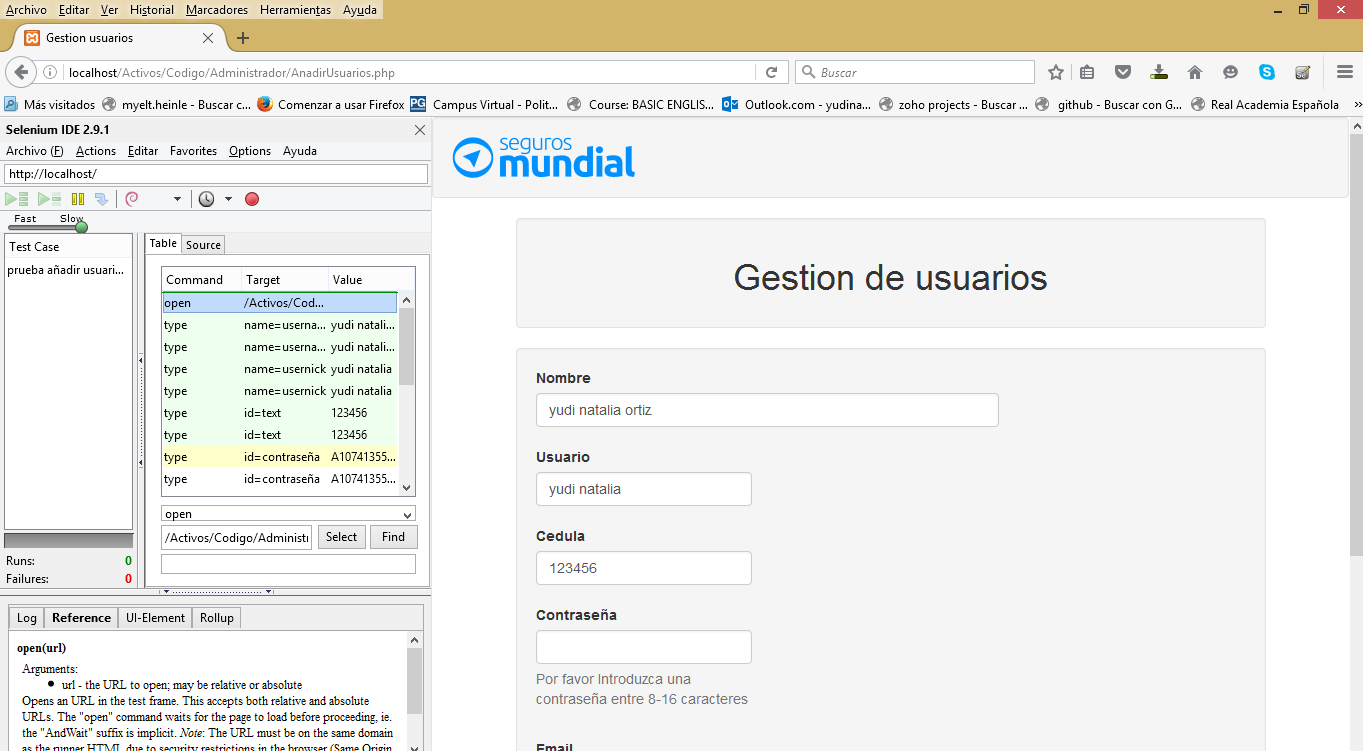 Archivo Editar Ver Historial Marcadores Herramientas Ayuda
Gestion usuarios
localhost/Activos/Codigo/Administrador/AnadirUsuarios.php
Buscar
Más visitados myelt.heinle - Buscar c... Comenzar a usar Firefox PG Campus Virtual - Polit... Course: BASIC ENGLIS... Outlook.com - yudina... zoho projects - Buscar ... github - Buscar con G... Real Academia Española
Selenium IDE 2.9.1
Archivo (F) Actions Editar Favorites Options Ayuda
http://localhost/
Fast Slow
Test Case
prueba añadir usuari...
Table Source
Command Target Value
open /Activos/Cod...
type name=userna... yudi natali...
type name=userna... yudi natali...
type name=usernick yudi natalia
type name=usernick yudi natalia
type id=text 123456
type id=text 123456
type id=contraseña A10741355...
type id=contraseña A10741355...
open
/Activos/Codigo/Administr Select Find
Runs: 0
Failures: 0
Log Reference UI-Element Rollup
open(url)
Arguments:
url - the URL to open; may be relative or absolute
Opens an URL in the test frame. This accepts both relative and absolute
URLs. The "open" command waits for the page to load before proceeding, ie.
the "AndWait" suffix is implicit. Note: The URL must be on the same domain
as the runner HTML due to security restrictions in the browser (Same Origin
seguros
mundial
Gestion de usuarios
Nombre
yudi natalia ortiz
Usuario
yudi natalia
Cedula
123456
Contraseña
Por favor Introduzca una
contraseña entre 8-16 caracteres
Email